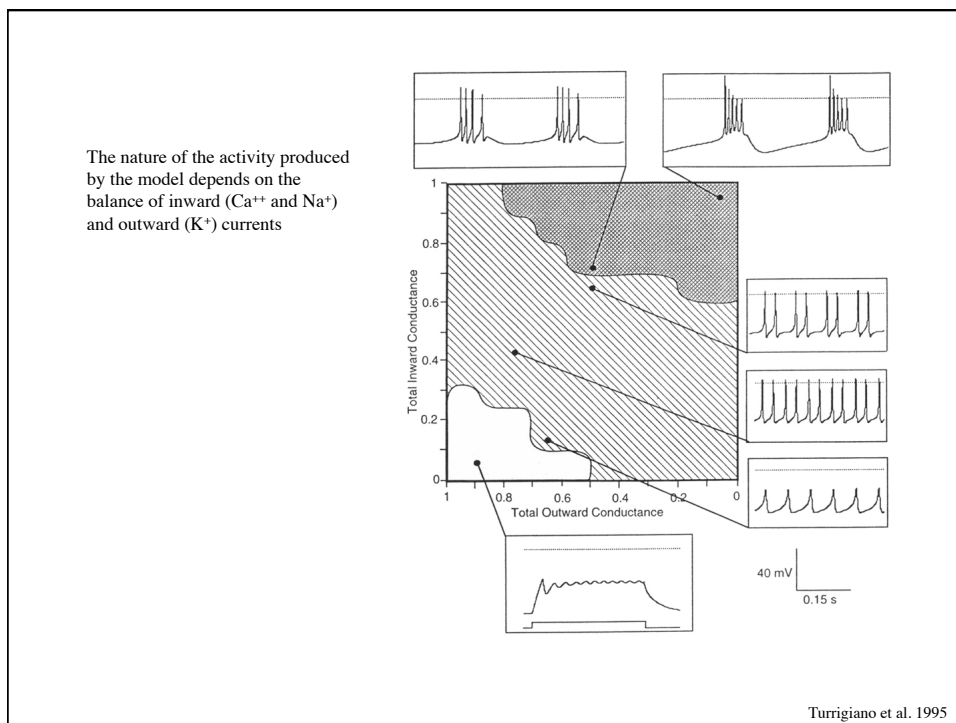 The nature of the activity produced
by the model depends on the
balance of inward (Ca⁺⁺ and Na⁺)
and outward (K⁺) currents
1
0.8
0.6
0.4
0.2
0
Total Inward Conductance
1
0.8
0.6
0.4
0.2
0
Total Outward Conductance
40 mV
0.15 s
Turrigiano et al. 1995